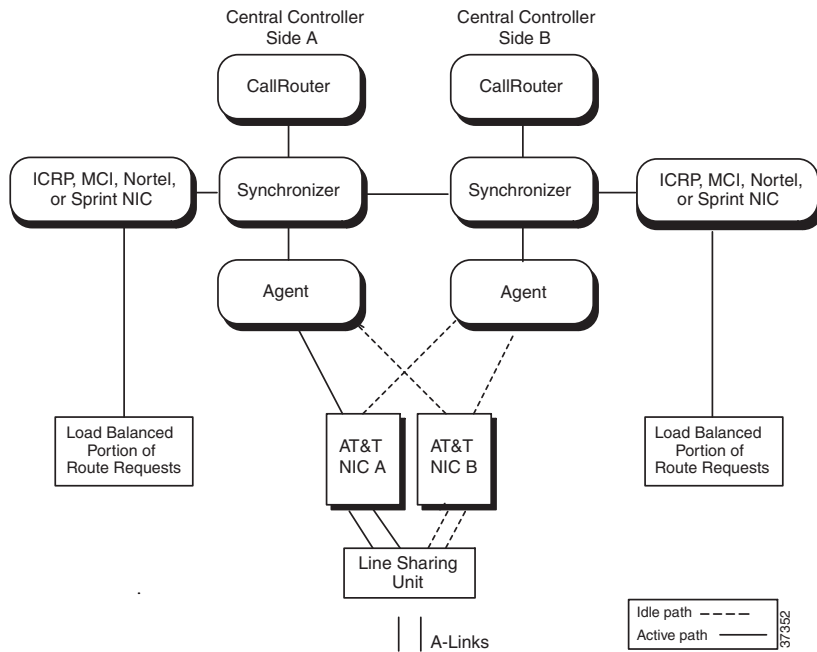 Central Controller
Side A
Central Controller
Side B
CallRouter
CallRouter
ICRP, MCI, Nortel,
or Sprint NIC
Synchronizer
Synchronizer
ICRP, MCI, Nortel,
or Sprint NIC
Agent
Agent
Load Balanced
Portion of
Route Requests
AT&T
NIC A
AT&T
NIC B
Load Balanced
Portion of
Route Requests
Line Sharing
Unit
A-Links
Idle path
Active path
37352